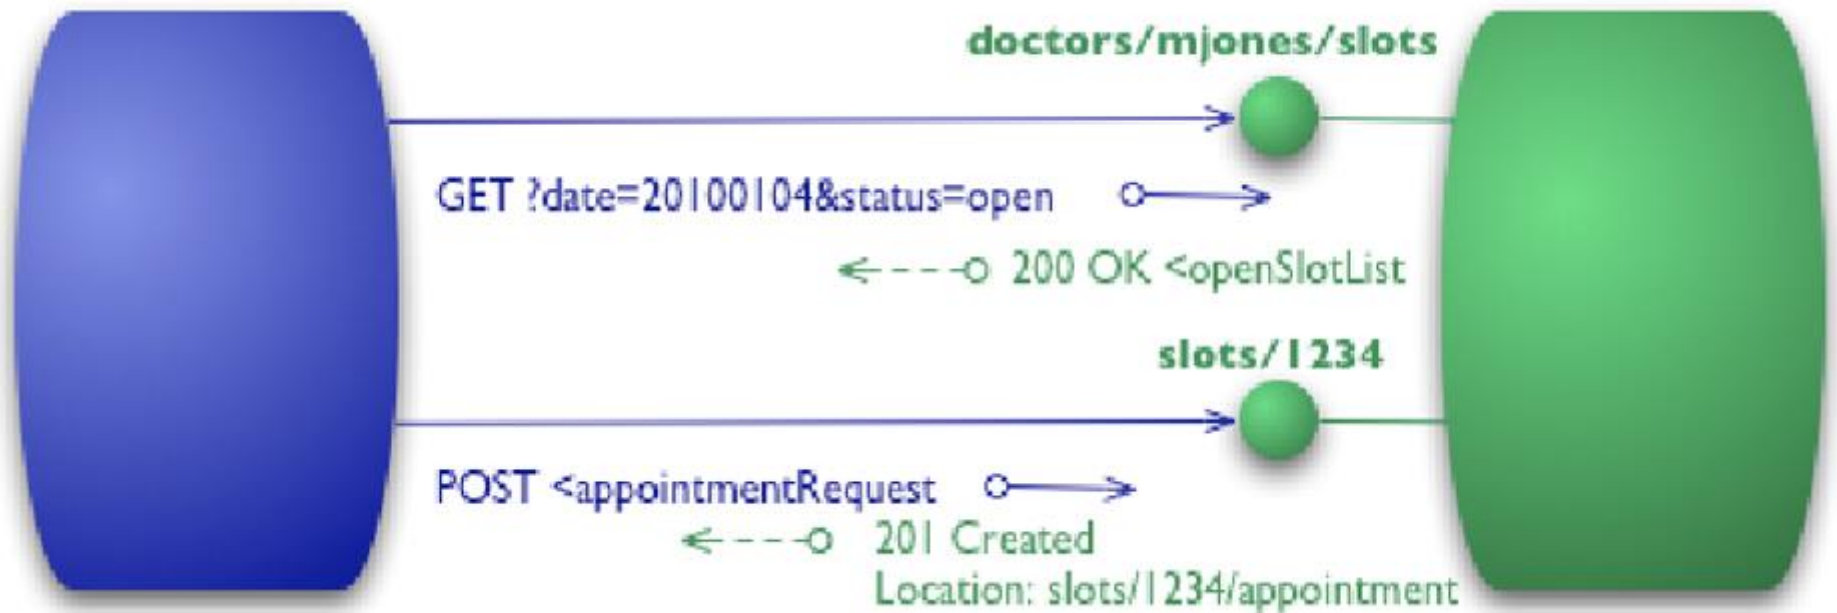 doctors/mjones/slots
GET ?date=20100104&status=open
200 OK <openSlotList
slots/1234
POST <appointmentRequest
201 Created
Location: slots/1234/appointment